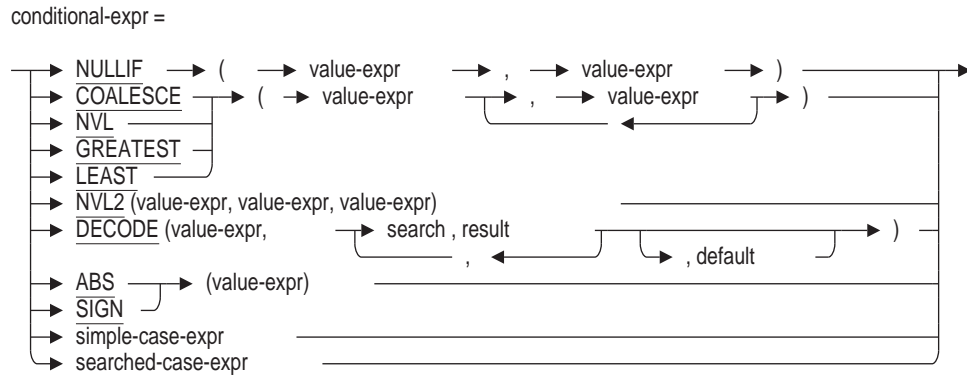 conditional-expr =
NULLIF ( value-expr , value-expr )
COALESCE ( value-expr , value-expr )
NVL
GREATEST
LEAST
NVL2 (value-expr, value-expr, value-expr)
DECODE (value-expr, search , result )
, , default
ABS (value-expr)
SIGN
simple-case-expr
searched-case-expr